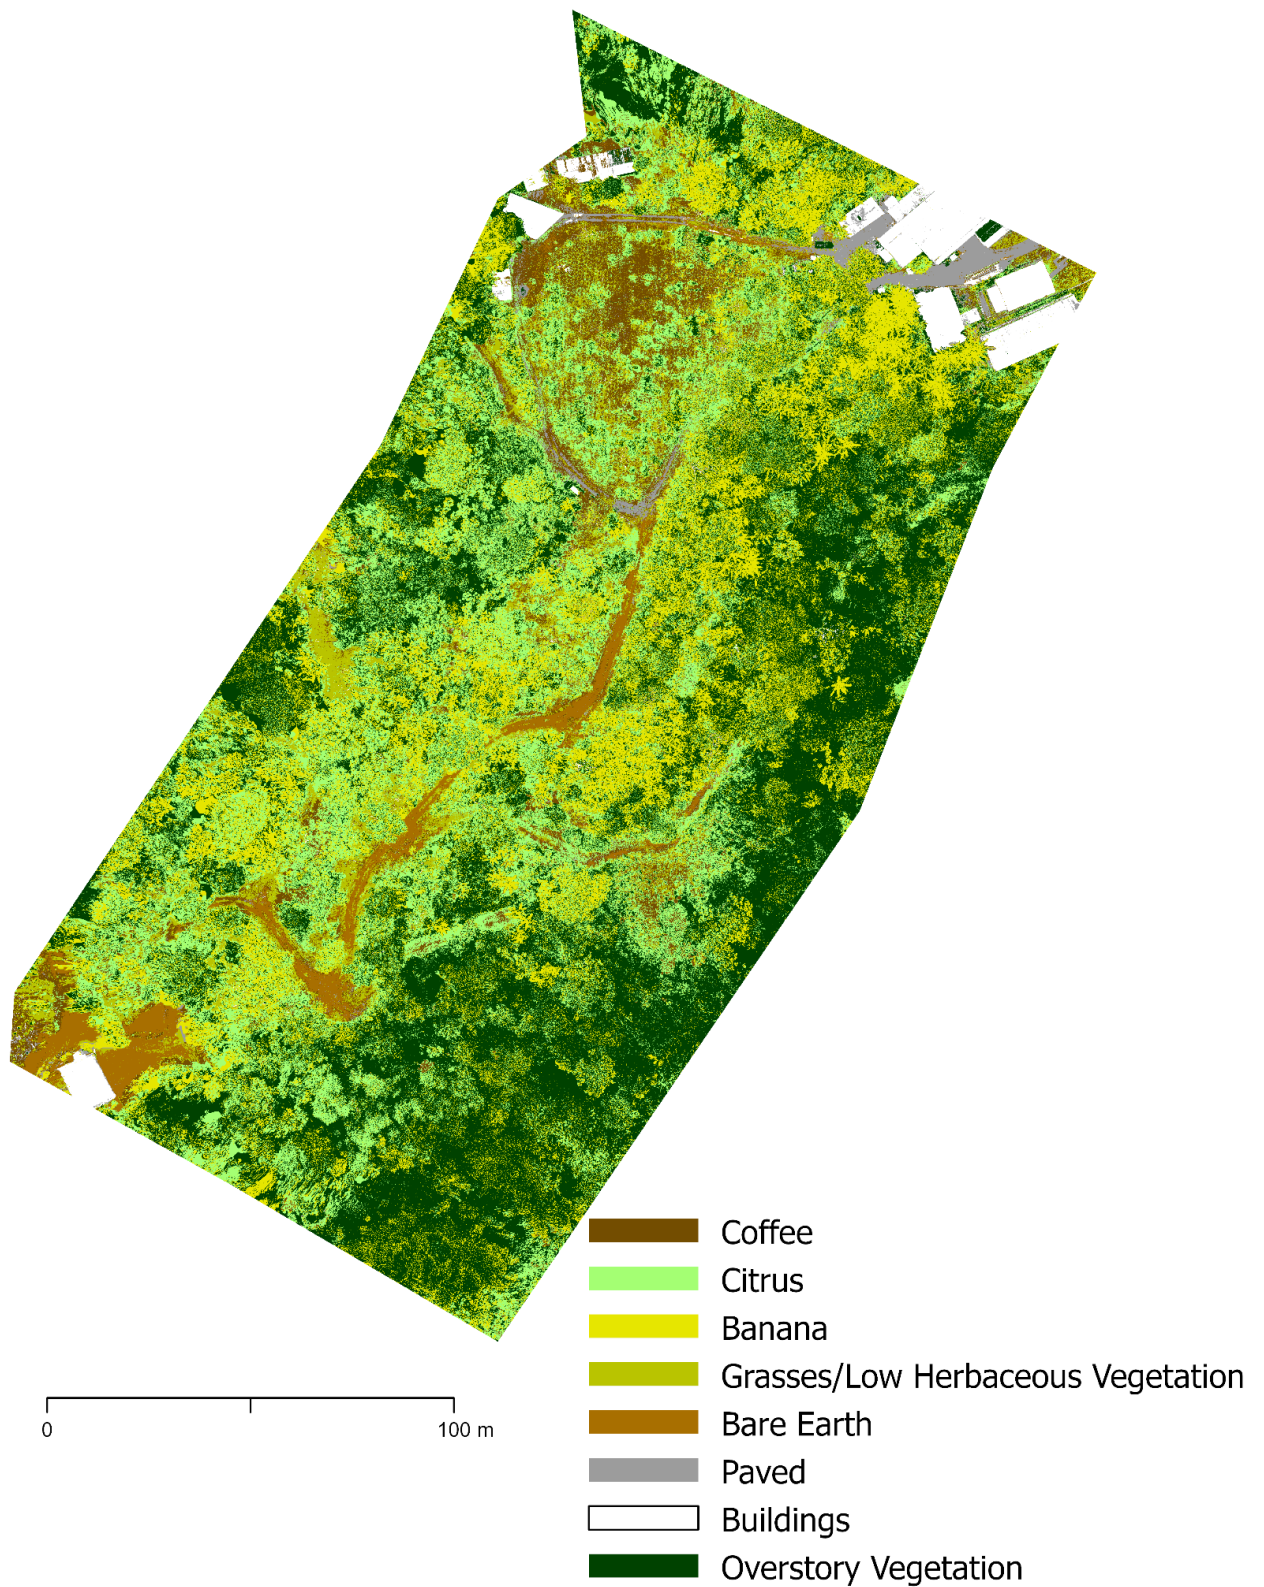 Coffee
Citrus
Banana
Grasses/Low Herbaceous Vegetation
Bare Earth
Paved
Buildings
Overstory Vegetation
0 100 m